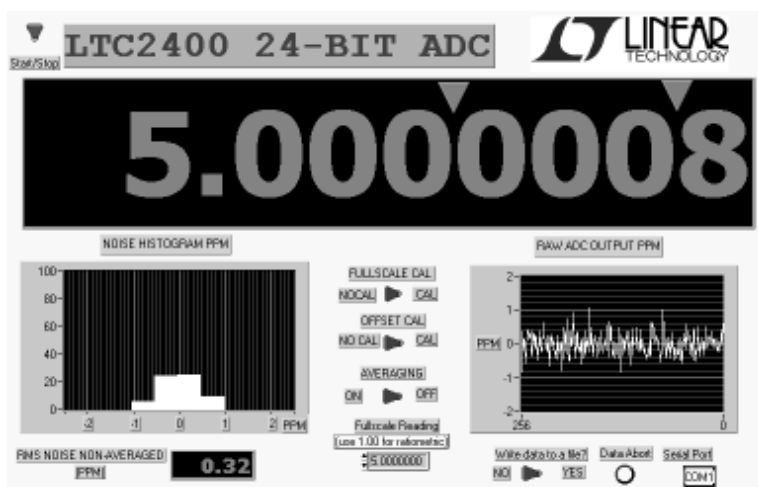 Start/Stop
LTC2400 24-BIT ADC
LINEAR
TECHNOLOGY
5.0000008
NOISE HISTOGRAM PPM
100
80
60
40
20
0
-2 -1 0 1 2 PPM
RMS NOISE NON-AVERAGED
(PPM)
0.32
FULLSCALE CAL
NOCAL CAL
OFFSET CAL
NO CAL CAL
AVERAGING
ON OFF
Fullscale Reading
(use 1.00 for ratiometric)
5.0000000
RAW ADC OUTPUT PPM
2
1
PPM 0
-1
-2
256 0
Write data to a file?
NO YES
Data Abort
Serial Port
COM1